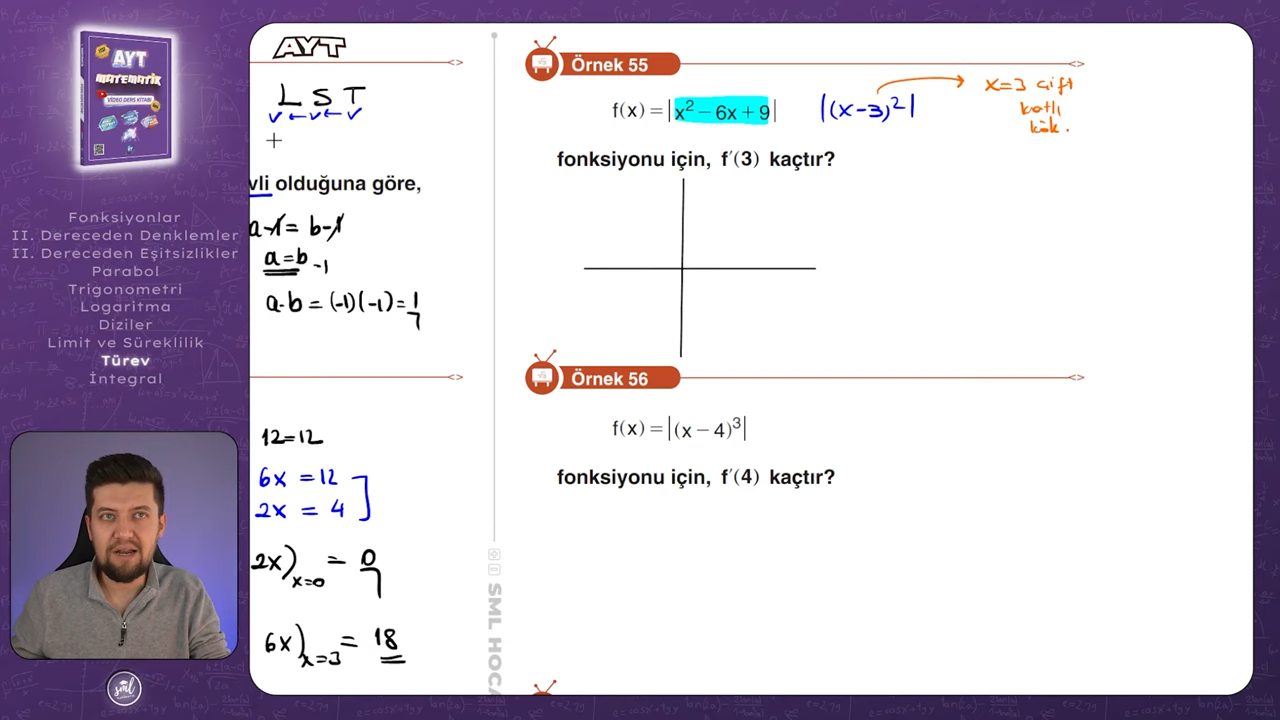 AYT
MATEMATİK
VİDEO DERS KİTABI
Fonksiyonlar
II. Dereceden Denklemler
II. Dereceden Eşitsizlikler
Parabol
Trigonometri
Logaritma
Diziler
Limit ve Süreklilik
Türev
İntegral
sml
AYT
L S T
✓ ← ✓ ← ✓
+
vli olduğuna göre,
a-1 = b-1
a=b
-1
a·b = (-1)(-1) = 1
12=12
6x = 12
2x = 4
2x)x=0 = 0
6x)x=3 = 18
SML HOCA
Örnek 55
f(x) = |x² − 6x + 9| |(x-3)²| x=3 çift
katlı
kök.
fonksiyonu için, f′(3) kaçtır?
Örnek 56
f(x) = |(x − 4)³|
fonksiyonu için, f′(4) kaçtır?